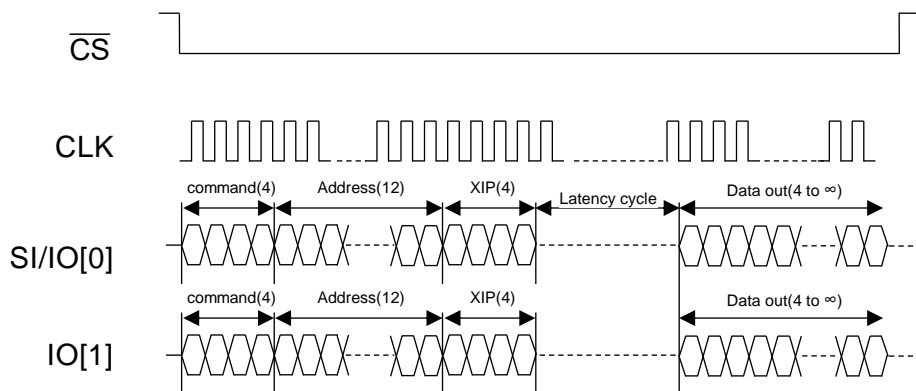 CS
CLK
command(4) Address(12) XIP(4) Latency cycle Data out(4 to ∞)
SI/IO[0]
command(4) Address(12) XIP(4) Data out(4 to ∞)
IO[1]